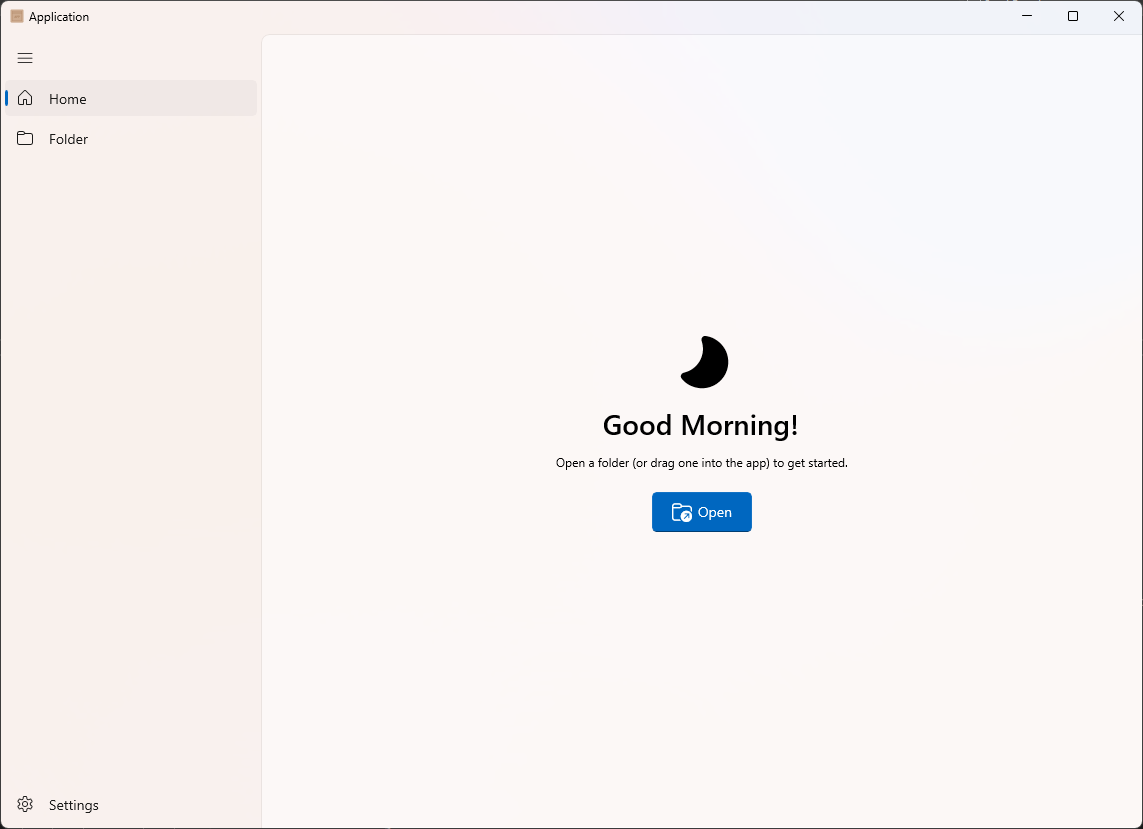 Application
Home
Folder
Good Morning!
Open a folder (or drag one into the app) to get started.
Open
Settings